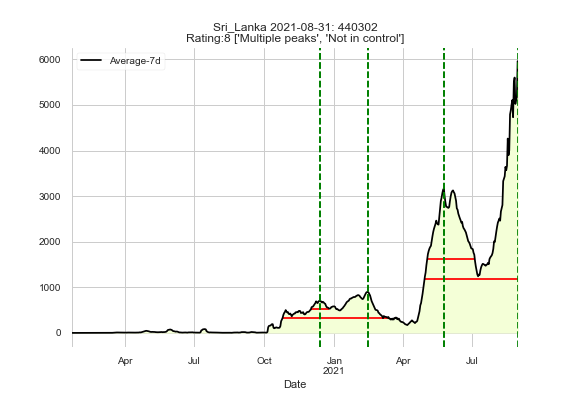 Sri_Lanka 2021-08-31: 440302
Rating:8 ['Multiple peaks', 'Not in control']
Average-7d
6000
5000
4000
3000
2000
1000
0
Apr
Jul
Oct
Jan
2021
Apr
Jul
Date